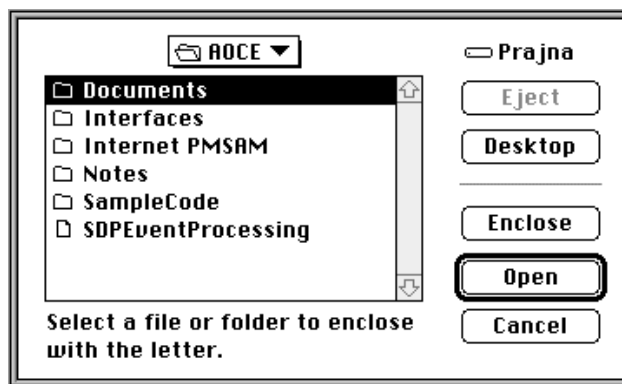 AOCE
Prajna
Documents
Interfaces
Internet PMSAM
Notes
SampleCode
SDPEventProcessing
Eject
Desktop
Enclose
Open
Cancel
Select a file or folder to enclose
with the letter.